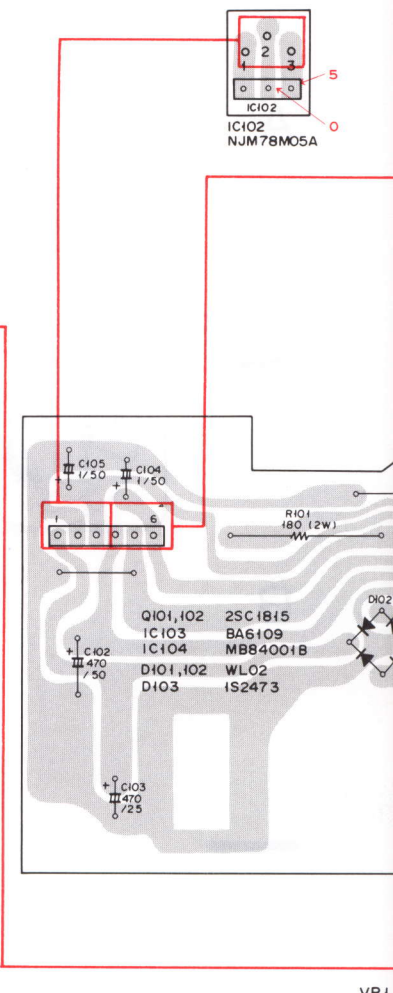 2
1
3
5
IC102
0
IC102
NJM78M05A
C105
1/50
C104
1/50
+
+
1
6
R101
180 (2W)
D102
Q101,102 2SC1815
IC103 BA6109
IC104 MB84001B
D101,102 WL02
D103 1S2473
+
C102
470
/50
+
C103
470
/25